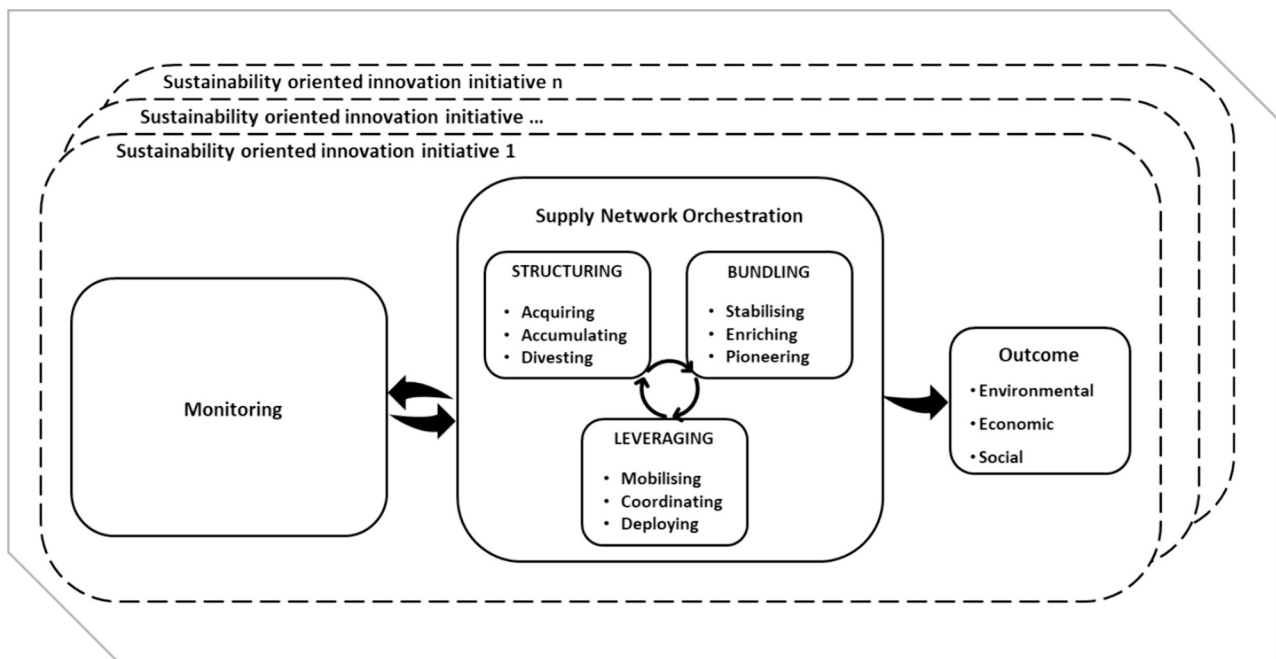 Sustainability oriented innovation initiative n
Sustainability oriented innovation initiative ...
Sustainability oriented innovation initiative 1
Supply Network Orchestration
STRUCTURING
• Acquiring
• Accumulating
• Divesting
BUNDLING
• Stabilising
• Enriching
• Pioneering
Monitoring
LEVERAGING
• Mobilising
• Coordinating
• Deploying
Outcome
• Environmental
• Economic
• Social